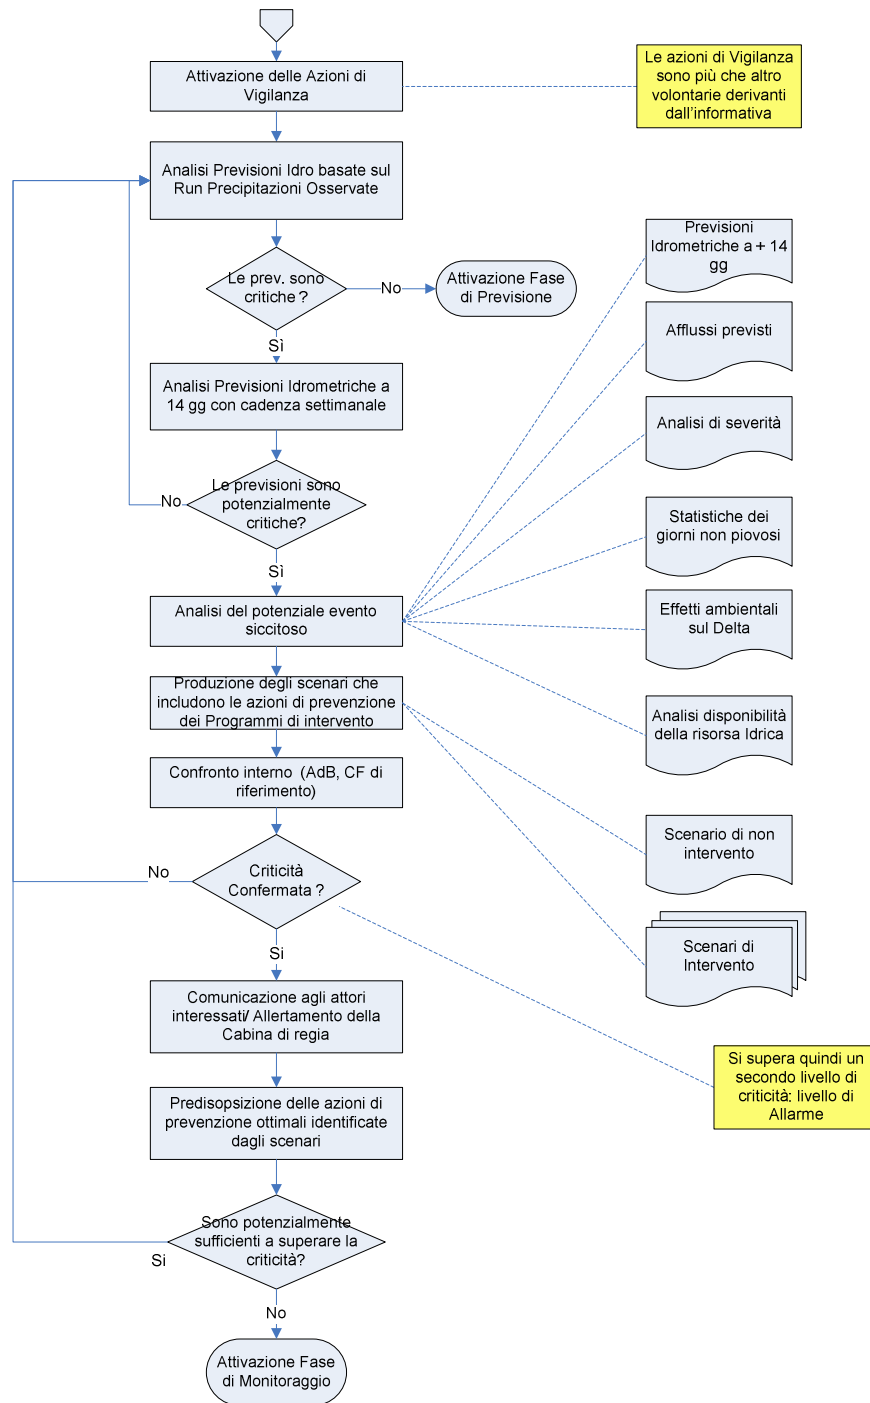 Attivazione delle Azioni di
Vigilanza
Le azioni di Vigilanza
sono più che altro
volontarie derivanti
dall'informativa
Analisi Previsioni Idro basate sul
Run Precipitazioni Osservate
Le prev. sono
critiche ?
No
Attivazione Fase
di Previsione
Sì
Previsioni
Idrometriche a + 14
gg
Afflussi previsti
Analisi Previsioni Idrometriche a
14 gg con cadenza settimanale
Analisi di severità
Le previsioni sono
potenzialmente
critiche?
No
Sì
Statistiche dei
giorni non piovosi
Analisi del potenziale evento
siccitoso
Effetti ambientali
sul Delta
Produzione degli scenari che
includono le azioni di prevenzione
dei Programmi di intervento
Analisi disponibilità
della risorsa Idrica
Confronto interno (AdB, CF di
riferimento)
Scenario di non
intervento
Criticità
Confermata ?
No
Si
Scenari di
Intervento
Comunicazione agli attori
interessati/ Allertamento della
Cabina di regia
Si supera quindi un
secondo livello di
criticità: livello di
Allarme
Predisopsizione delle azioni di
prevenzione ottimali identificate
dagli scenari
Sono potenzialmente
sufficienti a superare la
criticità?
Si
No
Attivazione Fase
di Monitoraggio